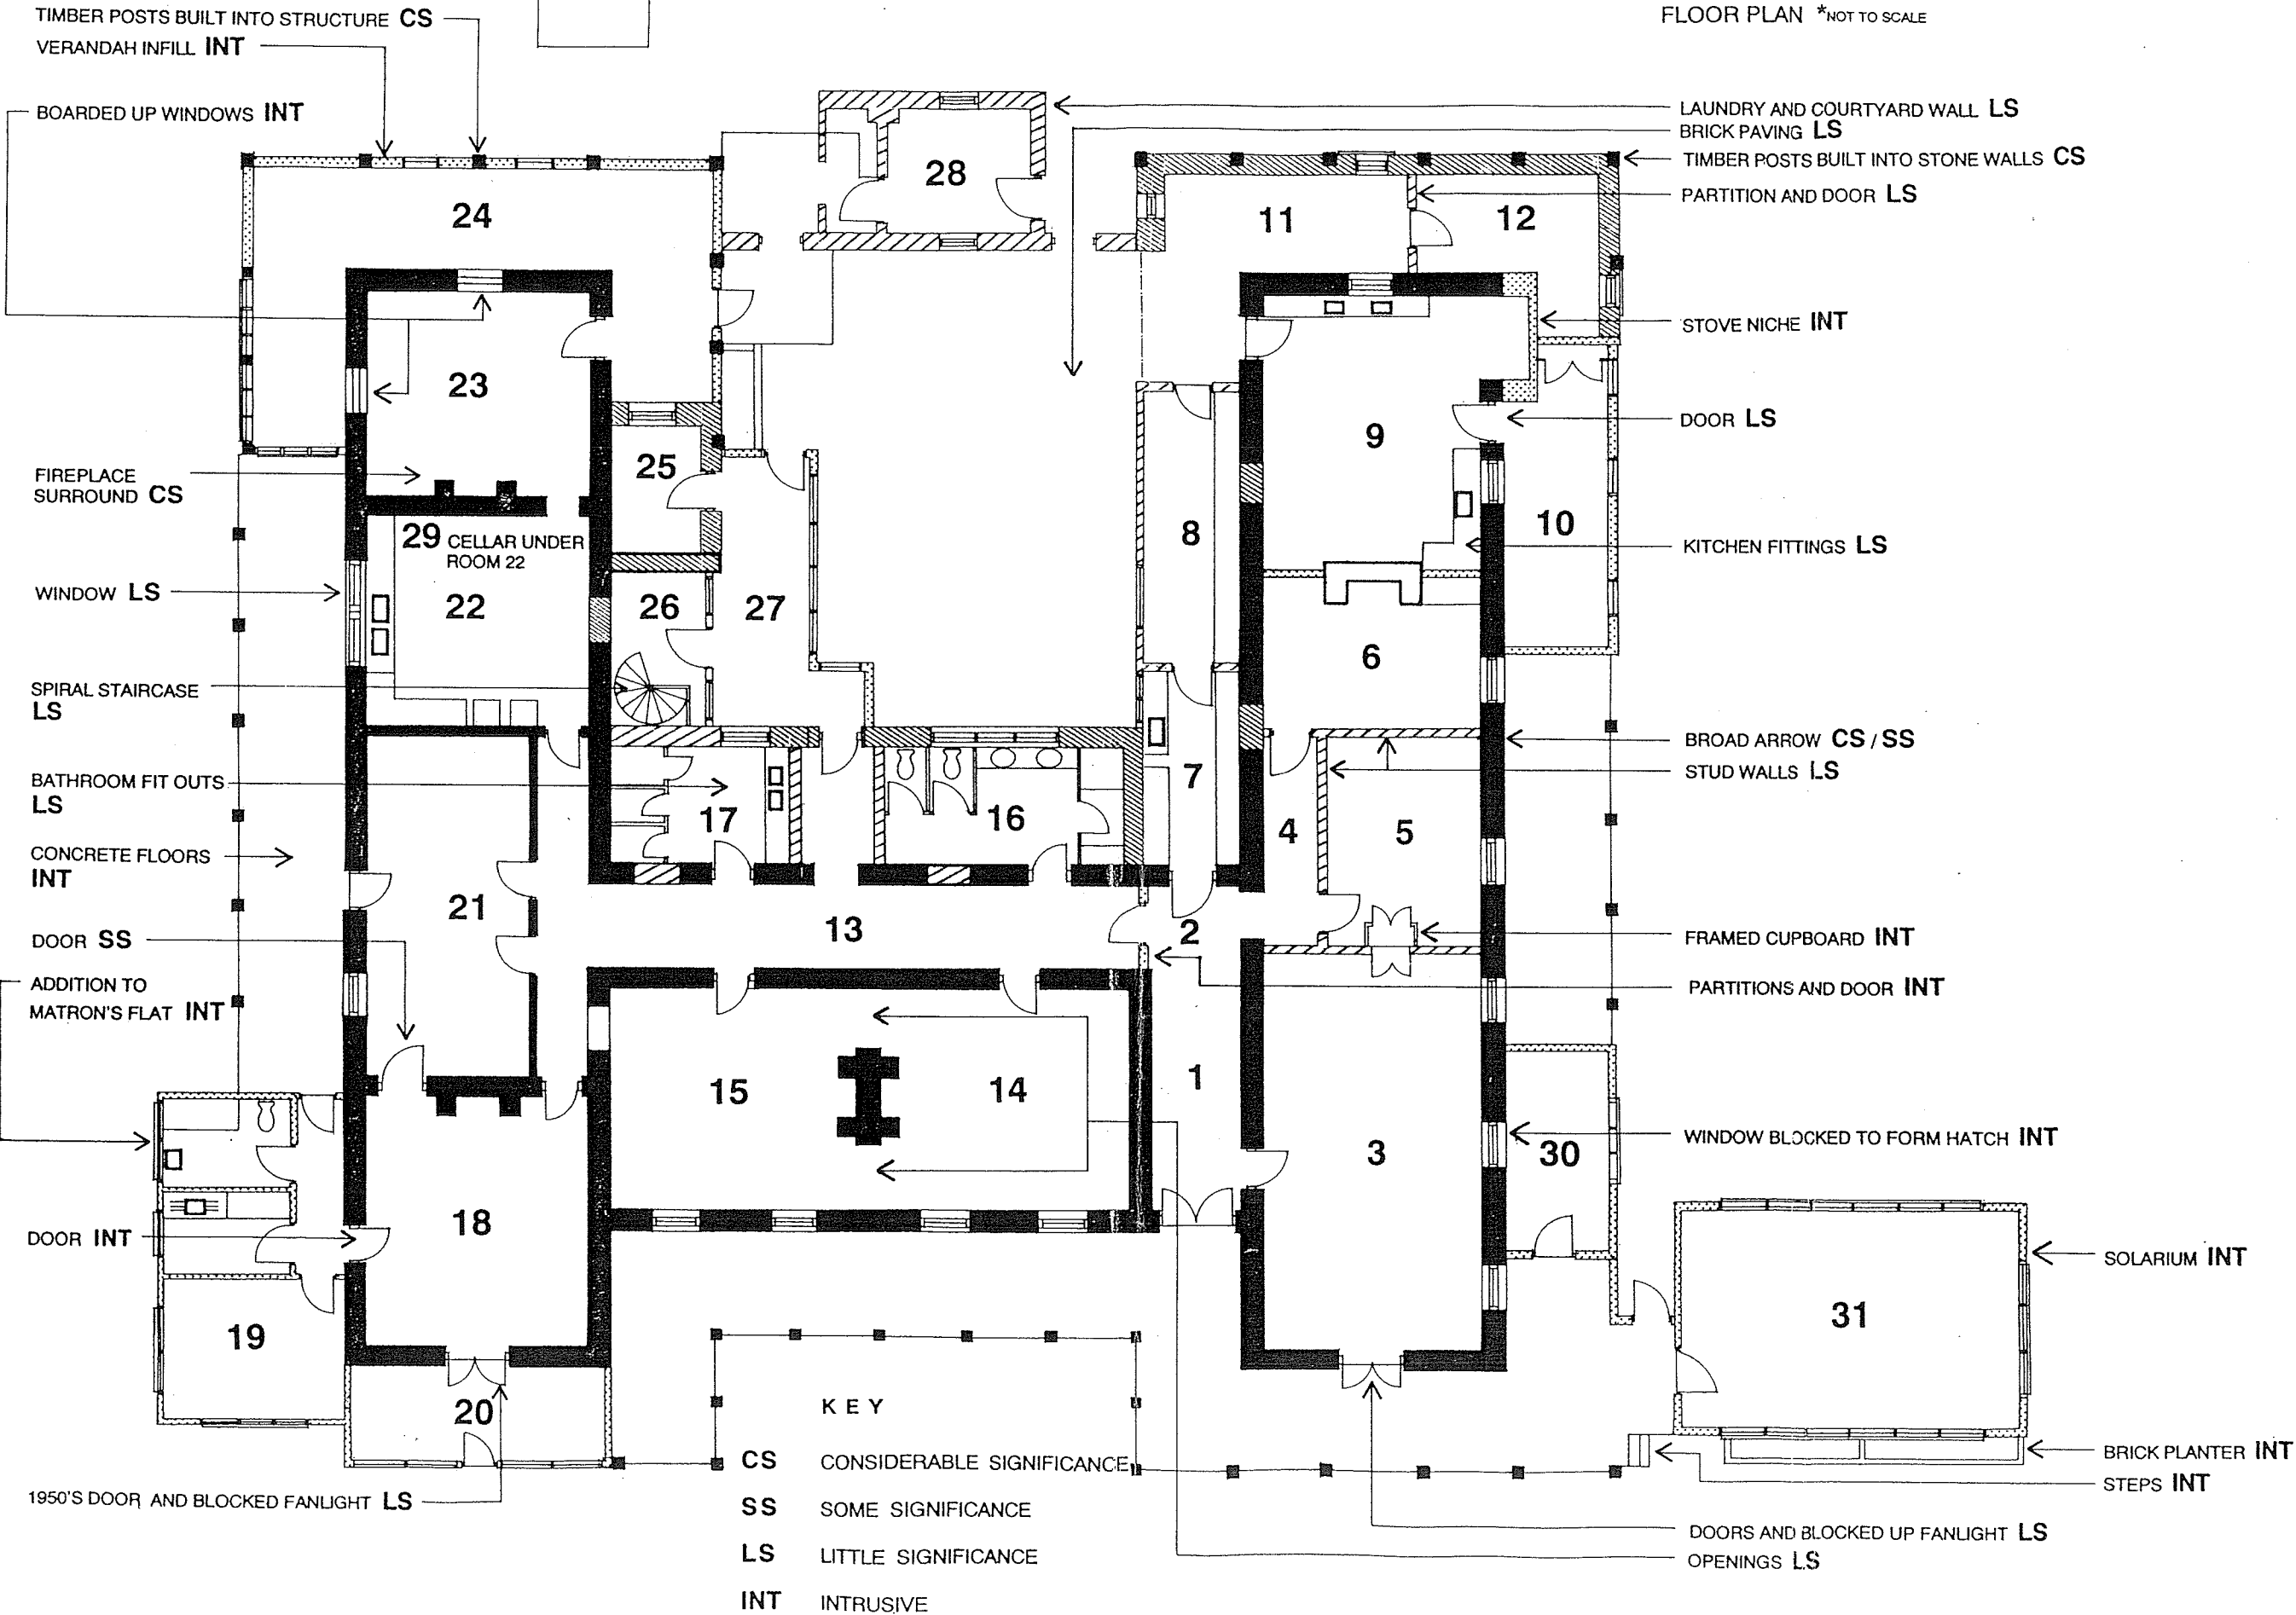 FLOOR PLAN *NOT TO SCALE
TIMBER POSTS BUILT INTO STRUCTURE CS
VERANDAH INFILL INT
BOARDED UP WINDOWS INT
FIREPLACE
SURROUND CS
WINDOW LS
SPIRAL STAIRCASE
LS
BATHROOM FIT OUTS
LS
CONCRETE FLOORS
INT
DOOR SS
ADDITION TO
MATRON'S FLAT INT
DOOR INT
1950'S DOOR AND BLOCKED FANLIGHT LS
24
28
11
12
23
25
9
29 CELLAR UNDER
ROOM 22
22
26
27
8
10
6
17
16
7
4
5
21
13
2
15
14
1
3
30
18
19
20
31
LAUNDRY AND COURTYARD WALL LS
BRICK PAVING LS
TIMBER POSTS BUILT INTO STONE WALLS CS
PARTITION AND DOOR LS
STOVE NICHE INT
DOOR LS
KITCHEN FITTINGS LS
BROAD ARROW CS / SS
STUD WALLS LS
FRAMED CUPBOARD INT
PARTITIONS AND DOOR INT
WINDOW BLOCKED TO FORM HATCH INT
SOLARIUM INT
BRICK PLANTER INT
STEPS INT
DOORS AND BLOCKED UP FANLIGHT LS
OPENINGS LS
KEY
CS CONSIDERABLE SIGNIFICANCE
SS SOME SIGNIFICANCE
LS LITTLE SIGNIFICANCE
INT INTRUSIVE